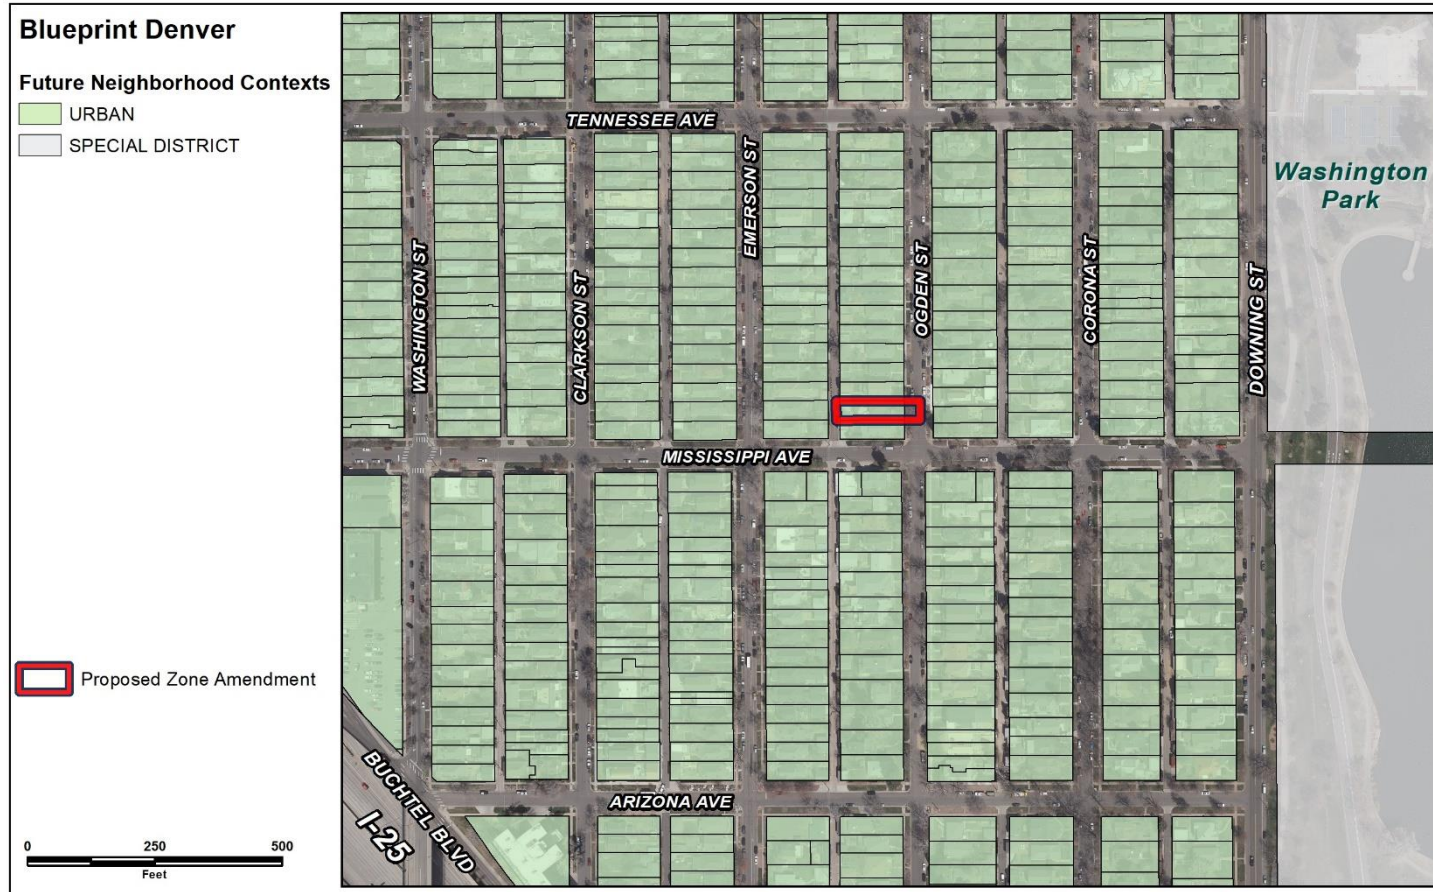 Blueprint Denver
Future Neighborhood Contexts
URBAN
SPECIAL DISTRICT
Proposed Zone Amendment
0 250 500
Feet
TENNESSEE AVE
Washington
Park
WASHINGTON ST
CLARKSON ST
EMERSON ST
OGDEN ST
CORONA ST
DOWNING ST
MISSISSIPPI AVE
ARIZONA AVE
BUCHTEL BLVD
I-25